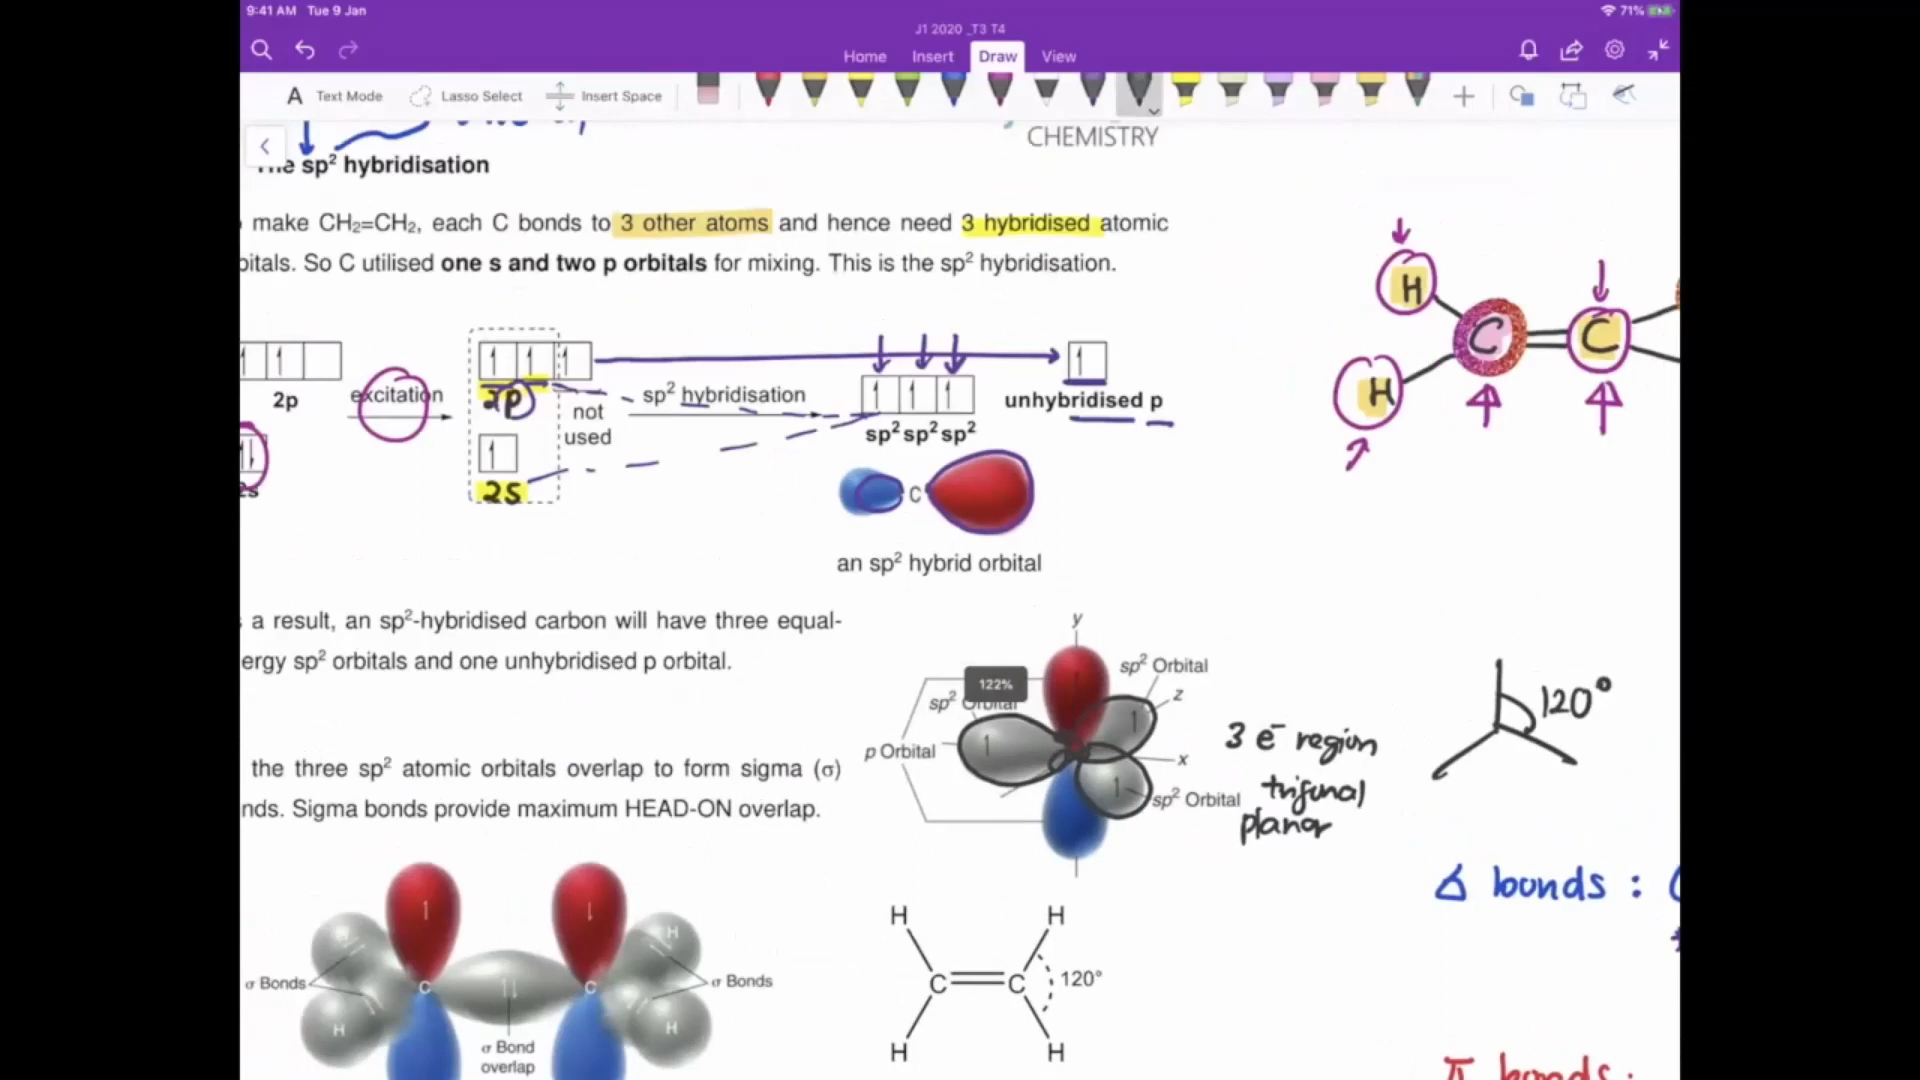 9:41 AM Tue 9 Jan
71%
J1 2020 _T3 T4
Home Insert Draw View
A Text Mode Lasso Select Insert Space
CHEMISTRY
The sp² hybridisation
make CH₂=CH₂, each C bonds to 3 other atoms and hence need 3 hybridised atomic
bitals. So C utilised one s and two p orbitals for mixing. This is the sp² hybridisation.
2p
excitation
2p
not
used
sp² hybridisation
sp² sp² sp²
unhybridised p
2s
2s
C
an sp² hybrid orbital
H
C C
H
a result, an sp²-hybridised carbon will have three equal-
ergy sp² orbitals and one unhybridised p orbital.
y
sp² Orbital
z
122%
sp² Orbital
p Orbital
x
sp² Orbital
3 e⁻ region
trigonal
planar
120°
the three sp² atomic orbitals overlap to form sigma (σ)
nds. Sigma bonds provide maximum HEAD-ON overlap.
σ bonds :
H H
σ Bonds C C σ Bonds
H H
σ Bond
overlap
H H
C C 120°
H H
π bonds :